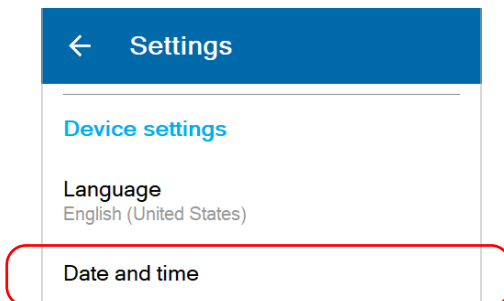 Settings
Device settings
Language
English (United States)
Date and time